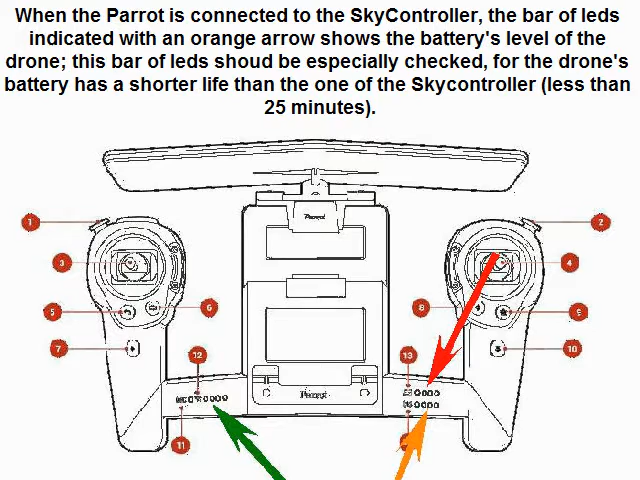 When the Parrot is connected to the SkyController, the bar of leds
indicated with an orange arrow shows the battery's level of the
drone; this bar of leds shoud be especially checked, for the drone's
battery has a shorter life than the one of the Skycontroller (less than
25 minutes).
Parrot
1
2
3
4
5
6
8
9
7
10
12
13
Parrot
11